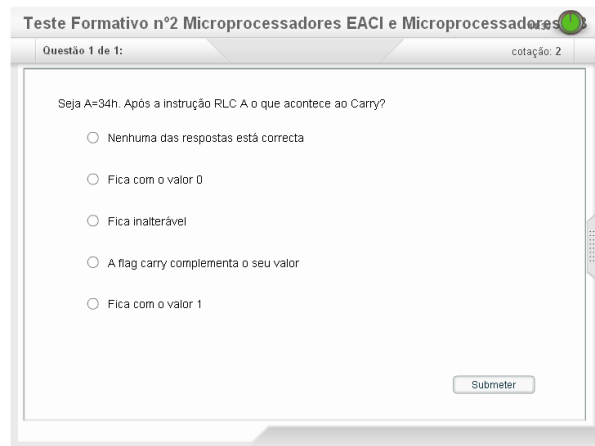 Teste Formativo nº2 Microprocessadores EACI e Microprocessadores
Questão 1 de 1:
cotação: 2
Seja A=34h. Após a instrução RLC A o que acontece ao Carry?
Nenhuma das respostas está correcta
Fica com o valor 0
Fica inalterável
A flag carry complementa o seu valor
Fica com o valor 1
Submeter